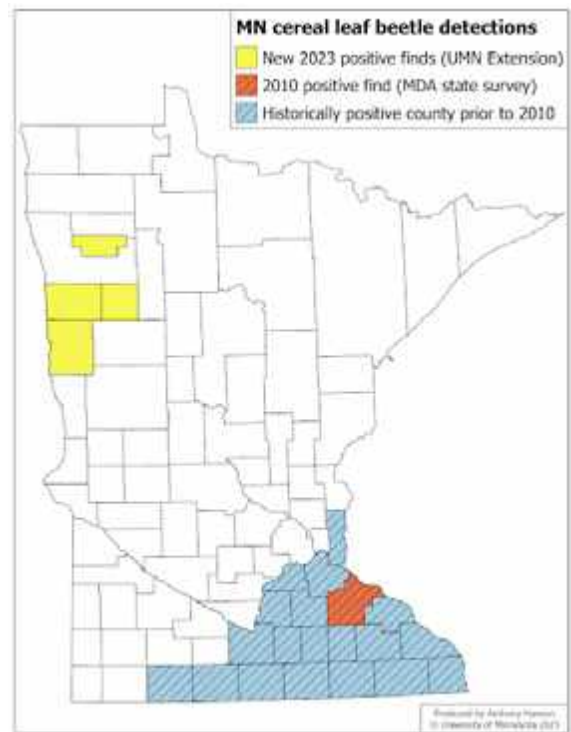 MN cereal leaf beetle detections
New 2023 positive finds (UMN Extension)
2010 positive find (MDA state survey)
Historically positive county prior to 2010
Produced by Anthony Hanson
© University of Minnesota 2023